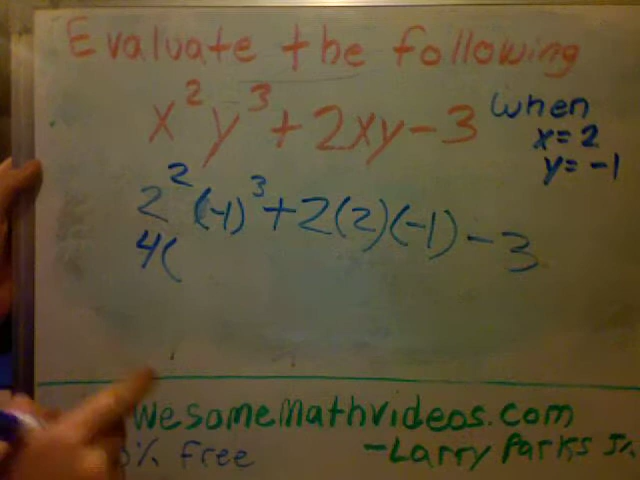 Evaluate the following
x²y³+2xy-3 when
x=2
y=-1
2²(-1)³+2(2)(-1)-3
4(
wesomeMathvideos.com
% free -Larry Parks Jr.